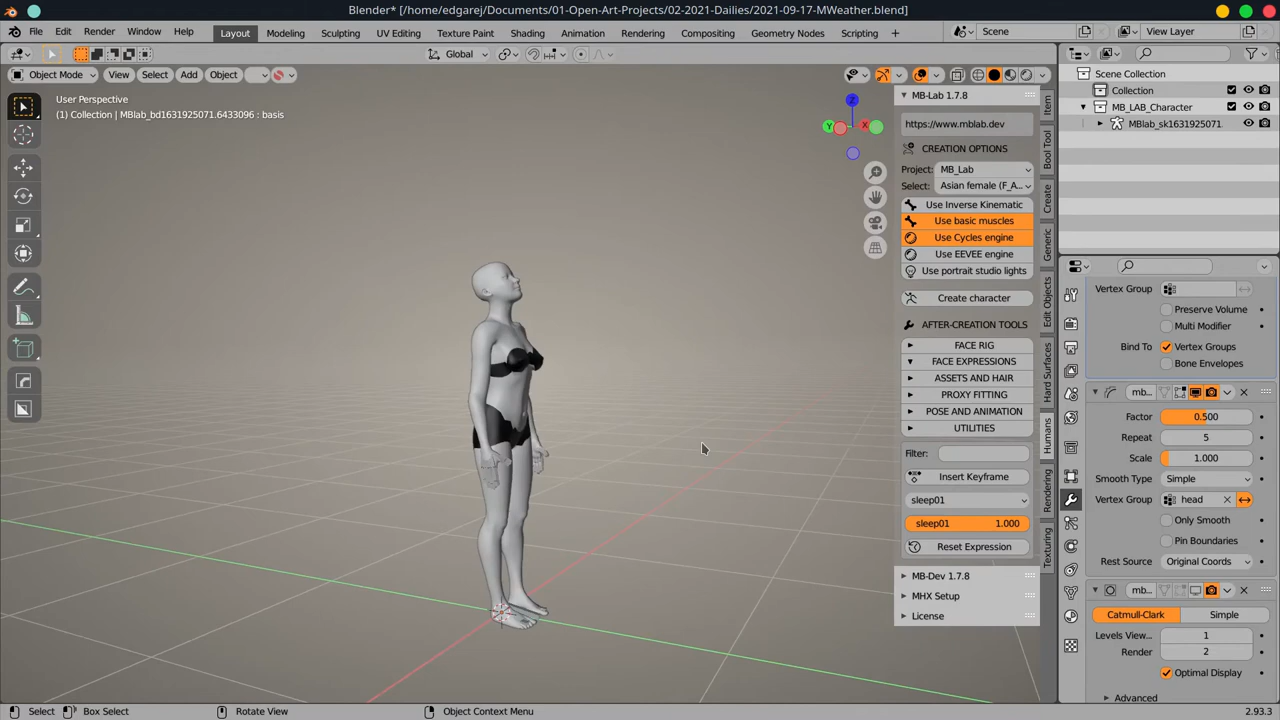 Blender* [/home/edgarej/Documents/01-Open-Art-Projects/02-2021-Dailies/2021-09-17-MWeather.blend]
File Edit Render Window Help Layout Modeling Sculpting UV Editing Texture Paint Shading Animation Rendering Compositing Geometry Nodes Scripting + Scene View Layer
Global
Object Mode View Select Add Object
User Perspective
(1) Collection | MBlab_bd1631925071.6433096 : basis
Z
Y X
MB-Lab 1.7.8
https://www.mblab.dev
CREATION OPTIONS
Project: MB_Lab
Select: Asian female (F_A...
Use Inverse Kinematic
Use basic muscles
Use Cycles engine
Use EEVEE engine
Use portrait studio lights
Create character
AFTER-CREATION TOOLS
FACE RIG
FACE EXPRESSIONS
ASSETS AND HAIR
PROXY FITTING
POSE AND ANIMATION
UTILITIES
Filter:
Insert Keyframe
sleep01
sleep01 1.000
Reset Expression
MB-Dev 1.7.8
MHX Setup
License
Item
Bool Tool
Create
Generic
Edit Objects
Hard Surfaces
Humans
Rendering
Texturing
Scene Collection
Collection
MB_LAB_Character
MBlab_sk1631925071.
Vertex Group
Preserve Volume
Multi Modifier
Bind To Vertex Groups
Bone Envelopes
mb...
Factor 0.500
Repeat 5
Scale 1.000
Smooth Type Simple
Vertex Group head
Only Smooth
Pin Boundaries
Rest Source Original Coords
mb...
Catmull-Clark Simple
Levels View... 1
Render 2
Optimal Display
Advanced
Select Box Select Rotate View Object Context Menu 2.93.3